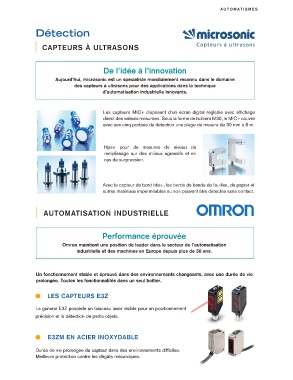 AUTOMATISMES
Détection
microsonic
Capteurs à ultrasons
CAPTEURS À ULTRASONS
De l'idée à l'innovation
Aujourd'hui, microsonic est un spécialiste mondialement reconnu dans le domaine
des capteurs à ultrasons pour des applications dans la technique
d'automatisation industrielle innovants.
Les capteurs MIC+ disposent d'un écran digital réglable avec affichage
direct des valeurs mesurées. Sous la forme de boîtiers M30, le MIC+ couvre
avec ses cinq portées de détection une plage de mesure de 30 mm à 8 m.
pour de mesures de niveau de
remplissage sur des milieux agressifs et en
cas de surpression.
Avec le capteur de bord bks+, les bords de bandes de feuilles, de papier et
autres matériaux imperméables au son peuvent être détectés sans contact.
AUTOMATISATION INDUSTRIELLE
OMRON
Performance éprouvée
Omron maintient une position de leader dans le secteur de l'automatisation
industrielle et des machines en Europe depuis plus de 30 ans.
Un fonctionnement stable et éprouvé dans des environnements changeants, avec une durée de vie
prolongée. Toutes les fonctionnalités dans un seul boîtier.
LES CAPTEURS E3Z
La gamme E3Z possède un faisceau laser visible pour un positionnement
précision et la détection de petits objets.
E3ZM EN ACIER INOXYDABLE
Durée de vie prolongée du capteur dans des environnements difficiles.
Meilleure protection contre les dégâts mécaniques.